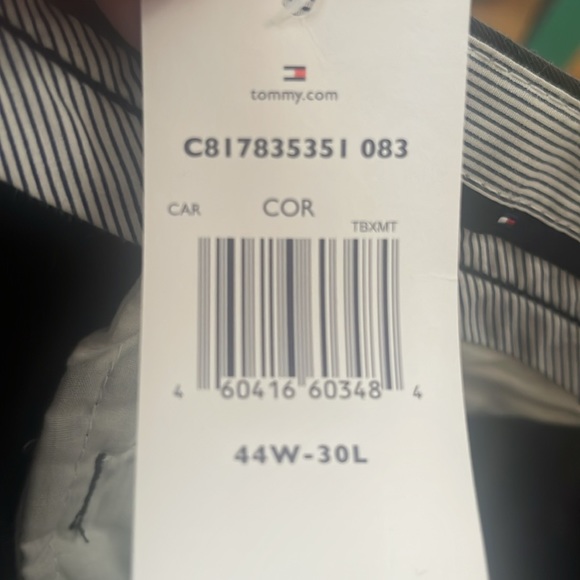 tommy.com
C817835351 083
CAR COR
TBXMT
4 60416 60348 4
44W-30L